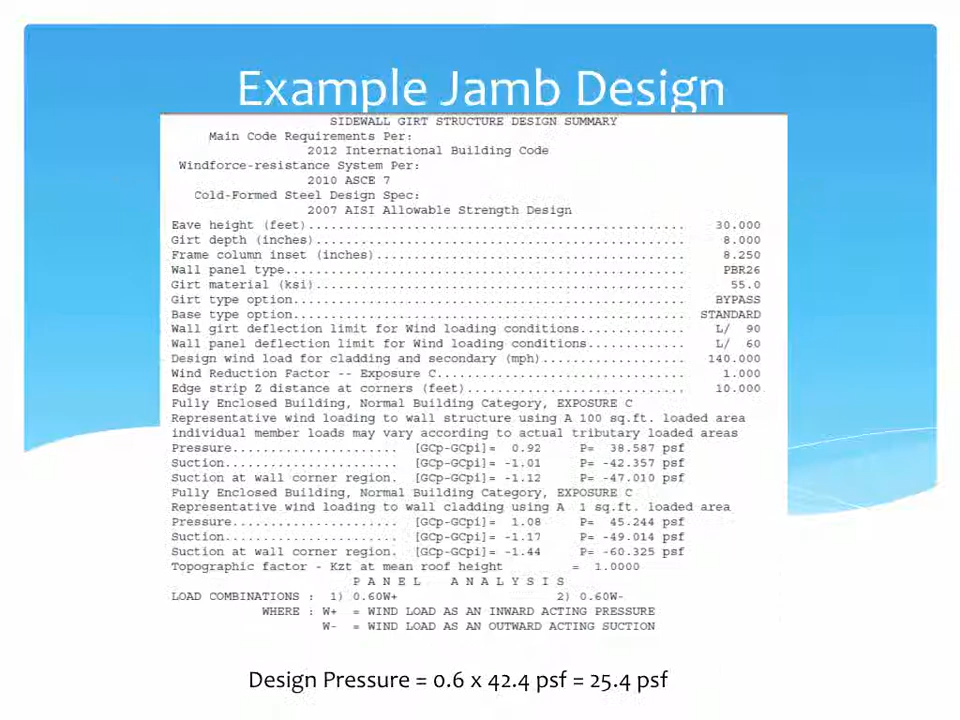 Example Jamb Design
SIDEWALL GIRT STRUCTURE DESIGN SUMMARY
Main Code Requirements Per:
2012 International Building Code
Windforce-resistance System Per:
2010 ASCE 7
Cold-Formed Steel Design Spec:
2007 AISI Allowable Strength Design
Eave height (feet).................................................. 30.000
Girt depth (inches)................................................. 8.000
Frame column inset (inches)......................................... 8.250
Wall panel type..................................................... PBR26
Girt material (ksi)................................................. 55.0
Girt type option.................................................... BYPASS
Base type option.................................................... STANDARD
Wall girt deflection limit for Wind loading conditions.............. L/ 90
Wall panel deflection limit for Wind loading conditions............. L/ 60
Design wind load for cladding and secondary (mph)................... 140.000
Wind Reduction Factor -- Exposure C................................. 1.000
Edge strip Z distance at corners (feet)............................. 10.000
Fully Enclosed Building, Normal Building Category, EXPOSURE C
Representative wind loading to wall structure using A 100 sq.ft. loaded area
individual member loads may vary according to actual tributary loaded areas
Pressure...................... [GCp-GCpi]= 0.92 P= 38.587 psf
Suction....................... [GCp-GCpi]= -1.01 P= -42.357 psf
Suction at wall corner region. [GCp-GCpi]= -1.12 P= -47.010 psf
Fully Enclosed Building, Normal Building Category, EXPOSURE C
Representative wind loading to wall cladding using A 1 sq.ft. loaded area
Pressure...................... [GCp-GCpi]= 1.08 P= 45.244 psf
Suction....................... [GCp-GCpi]= -1.17 P= -49.014 psf
Suction at wall corner region. [GCp-GCpi]= -1.44 P= -60.325 psf
Topographic factor - Kzt at mean roof height = 1.0000
P A N E L A N A L Y S I S
LOAD COMBINATIONS : 1) 0.60W+ 2) 0.60W-
WHERE : W+ = WIND LOAD AS AN INWARD ACTING PRESSURE
W- = WIND LOAD AS AN OUTWARD ACTING SUCTION
Design Pressure = 0.6 x 42.4 psf = 25.4 psf